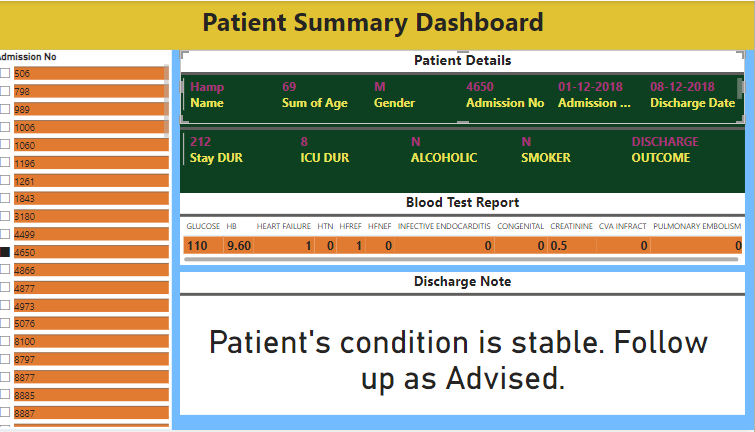 Patient Summary Dashboard
Admission No
506
798
989
1006
1060
1196
1261
1843
3180
4499
4650
4866
4877
4973
5076
8100
8797
8877
8885
8887
Patient Details
Hamp 69 M 4650 01-12-2018 08-12-2018
Name Sum of Age Gender Admission No Admission ... Discharge Date
212 8 N N DISCHARGE
Stay DUR ICU DUR ALCOHOLIC SMOKER OUTCOME
Blood Test Report
GLUCOSE HB HEART FAILURE HTN HFREF HFNEF INFECTIVE ENDOCARDITIS CONGENITAL CREATININE CVA INFRACT PULMONARY EMBOLISM
110 9.60 1 0 1 0 0 0 0.5 0 0
Discharge Note
Patient's condition is stable. Follow
up as Advised.